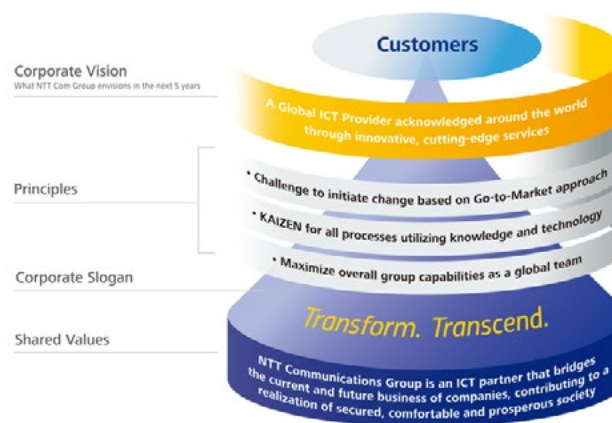 Customers
Corporate Vision
What NTT Com Group envisions in the next 5 years
A Global ICT Provider acknowledged around the world
through innovative, cutting-edge services
Principles
• Challenge to initiate change based on Go-to-Market approach
• KAIZEN for all processes utilizing knowledge and technology
• Maximize overall group capabilities as a global team
Corporate Slogan
Transform. Transcend.
Shared Values
NTT Communications Group is an ICT partner that bridges
the current and future business of companies, contributing to a
realization of secured, comfortable and prosperous society